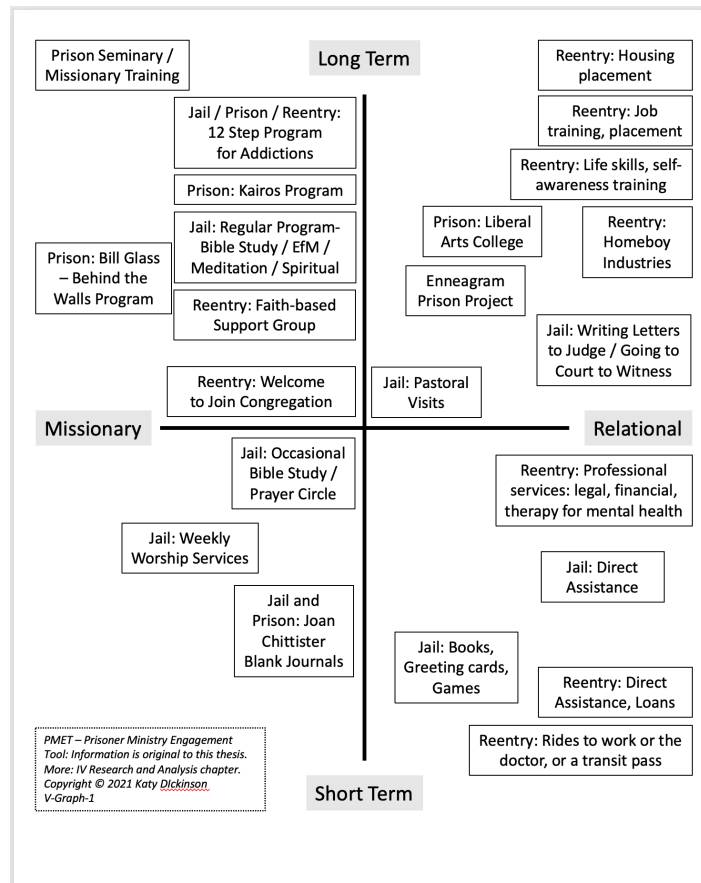 Prison Seminary /
Missionary Training
Long Term
Reentry: Housing
placement
Jail / Prison / Reentry:
12 Step Program
for Addictions
Reentry: Job
training, placement
Reentry: Life skills, self-
awareness training
Prison: Kairos Program
Jail: Regular Program-
Bible Study / EfM /
Meditation / Spiritual
Prison: Liberal
Arts College
Reentry:
Homeboy
Industries
Prison: Bill Glass
– Behind the
Walls Program
Enneagram
Prison Project
Reentry: Faith-based
Support Group
Jail: Writing Letters
to Judge / Going to
Court to Witness
Reentry: Welcome
to Join Congregation
Jail: Pastoral
Visits
Missionary
Relational
Jail: Occasional
Bible Study /
Prayer Circle
Reentry: Professional
services: legal, financial,
therapy for mental health
Jail: Weekly
Worship Services
Jail: Direct
Assistance
Jail and
Prison: Joan
Chittister
Blank Journals
Jail: Books,
Greeting cards,
Games
Reentry: Direct
Assistance, Loans
Reentry: Rides to work or the
doctor, or a transit pass
PMET – Prisoner Ministry Engagement
Tool: Information is original to this thesis.
More: IV Research and Analysis chapter.
Copyright © 2021 Katy DIckinson
V-Graph-1
Short Term